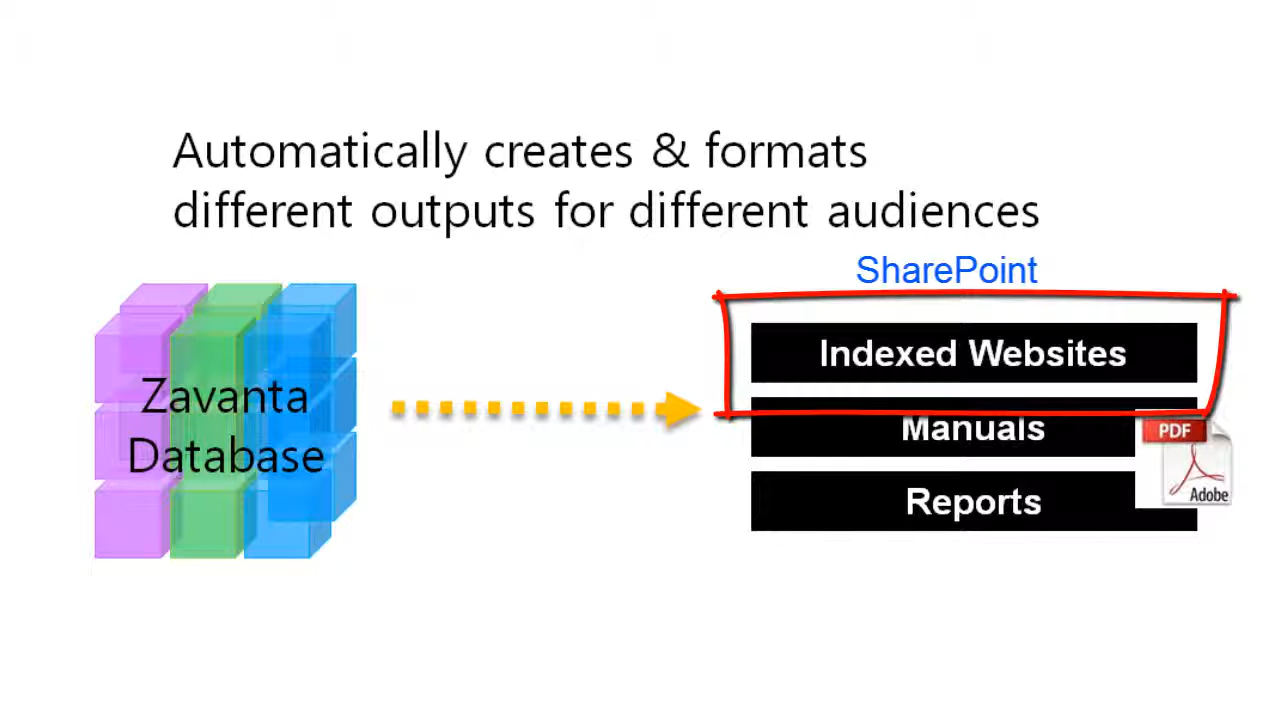 Automatically creates & formats
different outputs for different audiences
SharePoint
Zavanta
Database
Indexed Websites
Manuals
Reports
PDF
Adobe